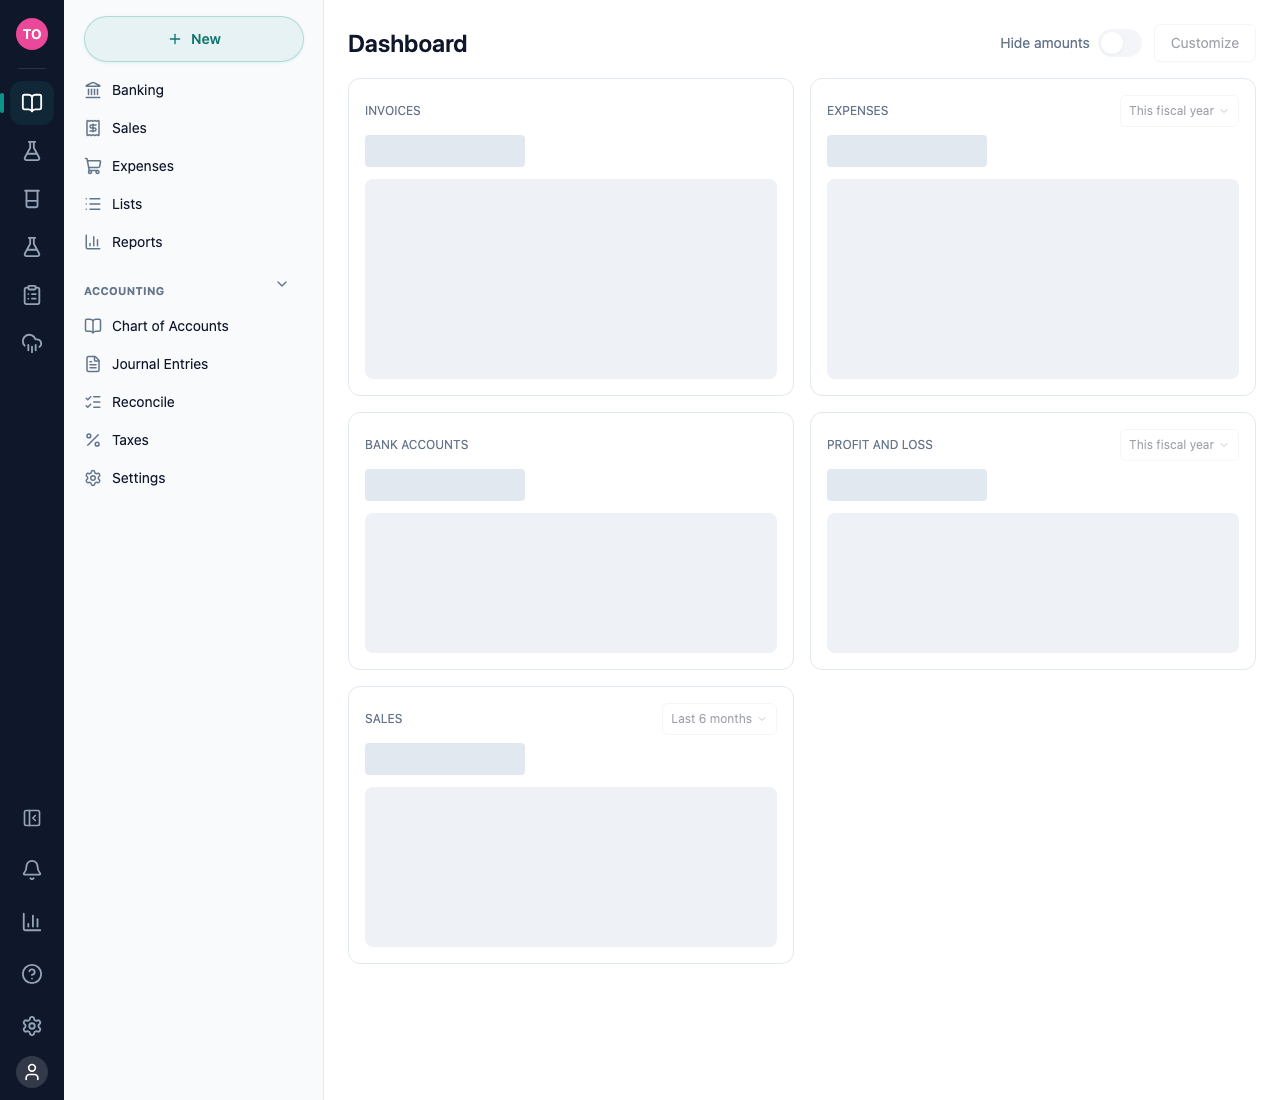 TO
New
Banking
Sales
Expenses
Lists
Reports
ACCOUNTING
Chart of Accounts
Journal Entries
Reconcile
Taxes
Settings
Dashboard
Hide amounts
Customize
INVOICES
EXPENSES
This fiscal year
BANK ACCOUNTS
PROFIT AND LOSS
This fiscal year
SALES
Last 6 months